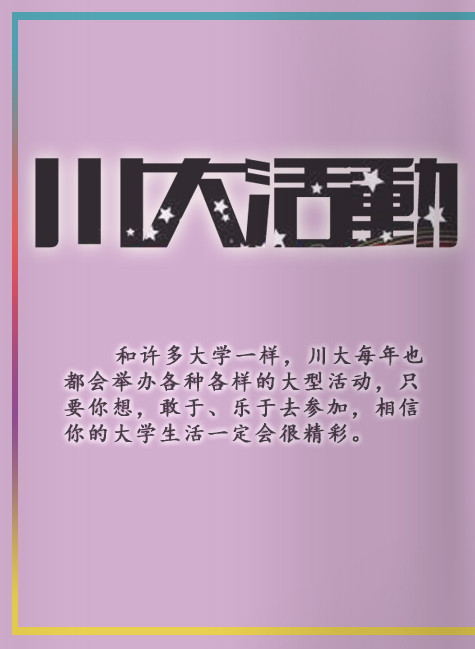 川大活動
和许多大学一样，川大每年也
都会举办各种各样的大型活动，只
要你想，敢于、乐于去参加，相信
你的大学生活一定会很精彩。